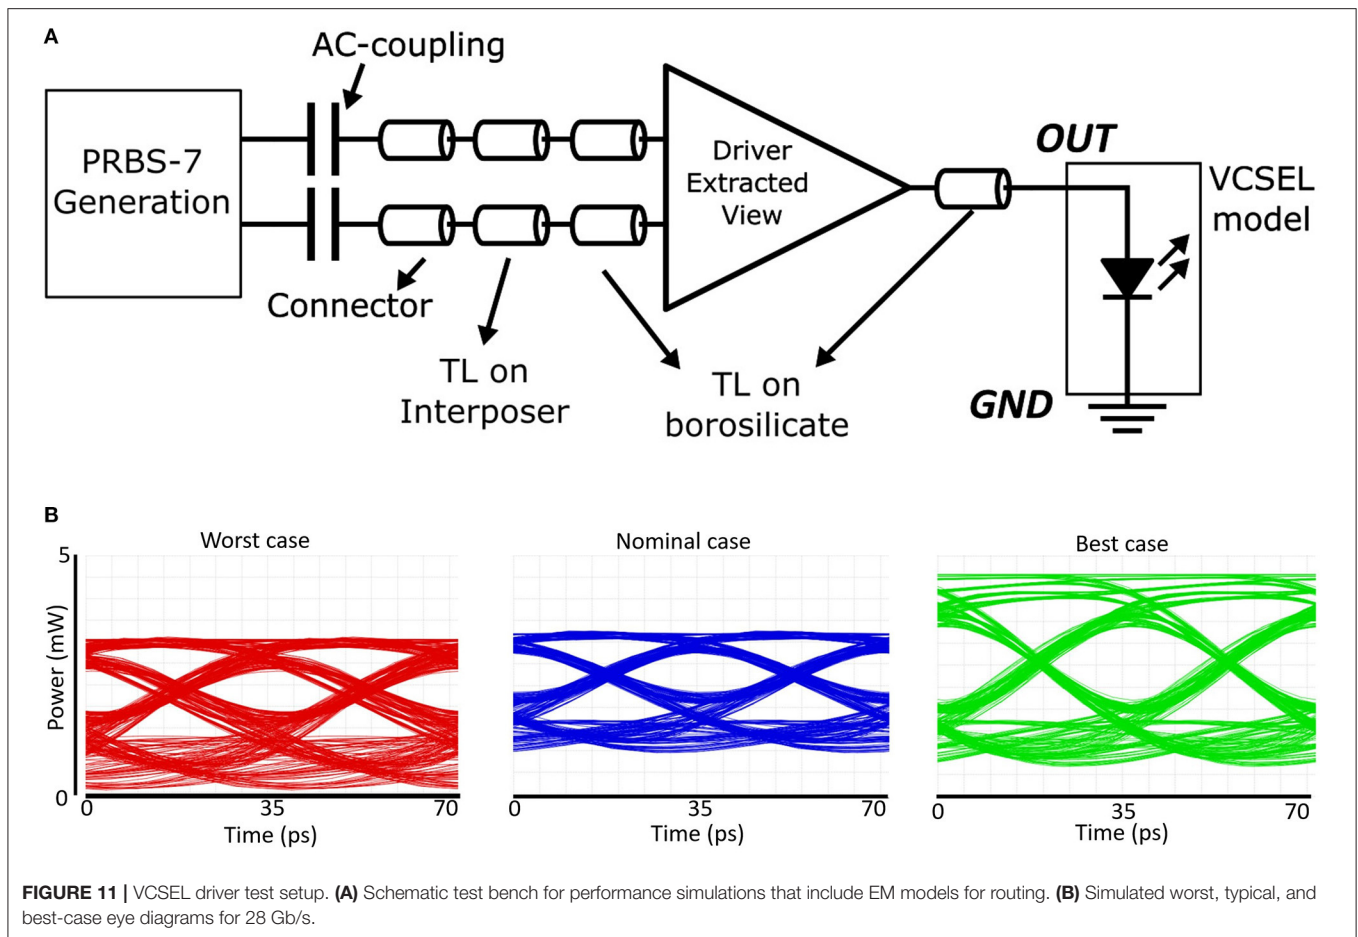 A
AC-coupling
PRBS-7
Generation
Driver
Extracted
View
OUT
VCSEL
model
Connector
TL on
Interposer
TL on
borosilicate
GND
B
Worst case
Nominal case
Best case
5
Power (mW)
0
0 35 70
Time (ps)
0 35 70
Time (ps)
0 35 70
Time (ps)
FIGURE 11 | VCSEL driver test setup. (A) Schematic test bench for performance simulations that include EM models for routing. (B) Simulated worst, typical, and
best-case eye diagrams for 28 Gb/s.